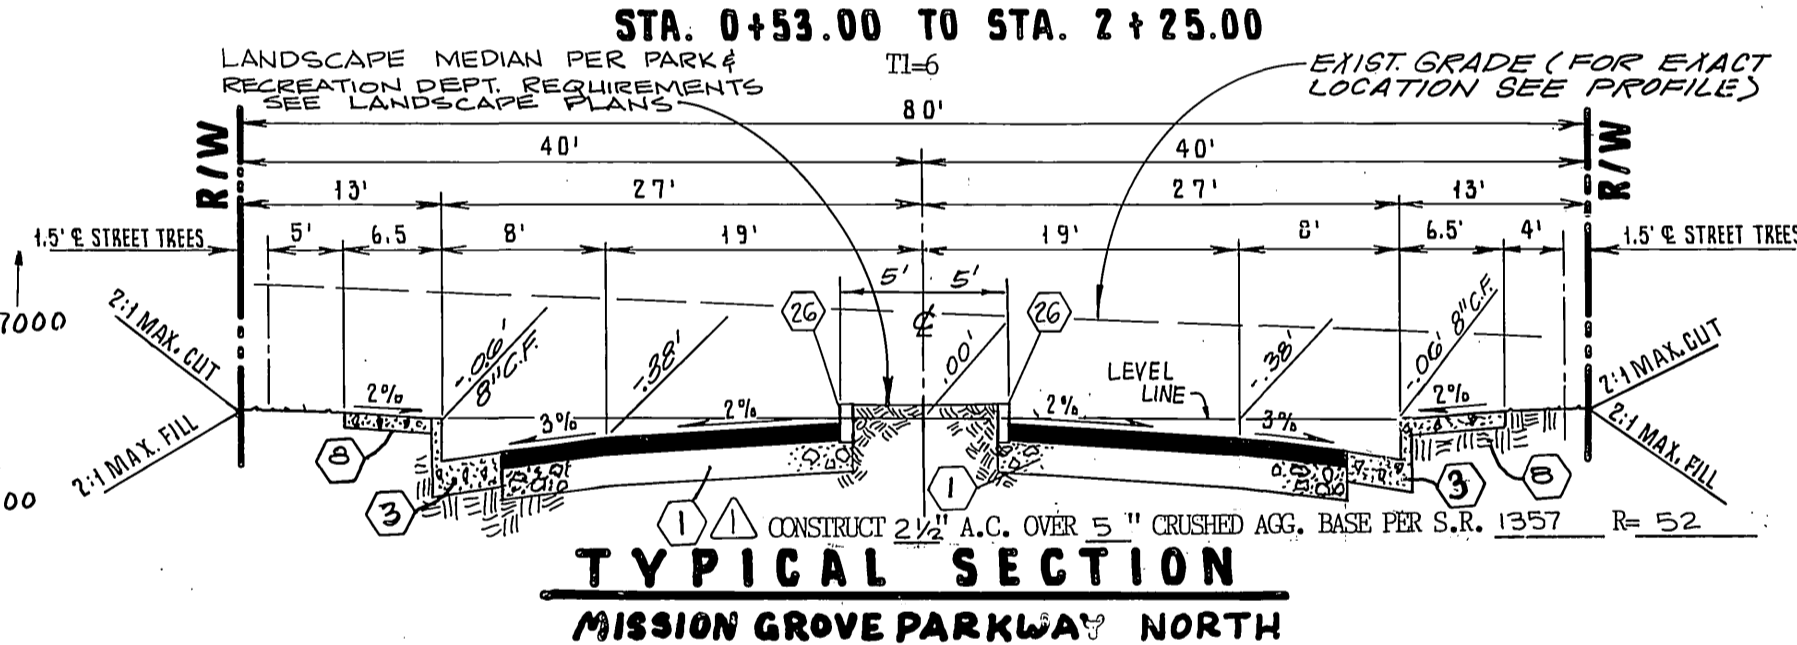 STA. 0+53.00 TO STA. 2+25.00
LANDSCAPE MEDIAN PER PARK &
RECREATION DEPT. REQUIREMENTS
SEE LANDSCAPE PLANS
TI=6
EXIST. GRADE (FOR EXACT
LOCATION SEE PROFILE)
80'
R/W
40'
40'
R/W
13'
27'
27'
13'
1.5' ℄ STREET TREES
5'
6.5
8'
19'
19'
8'
6.5'
4'
1.5' ℄ STREET TREES
5'
5'
7000
2:1 MAX. CUT
-.06'
8" C.F.
-.38'
26
℄
.00'
26
-.38'
-.06'
8" C.F.
2:1 MAX. CUT
LEVEL
LINE
2%
3%
2%
2%
3%
2%
2:1 MAX. FILL
2:1 MAX. FILL
00
8
3
1
1
3
8
1 1 CONSTRUCT 2½" A.C. OVER 5" CRUSHED AGG. BASE PER S.R. 1357 R= 52
TYPICAL SECTION
MISSION GROVE PARKWAY NORTH